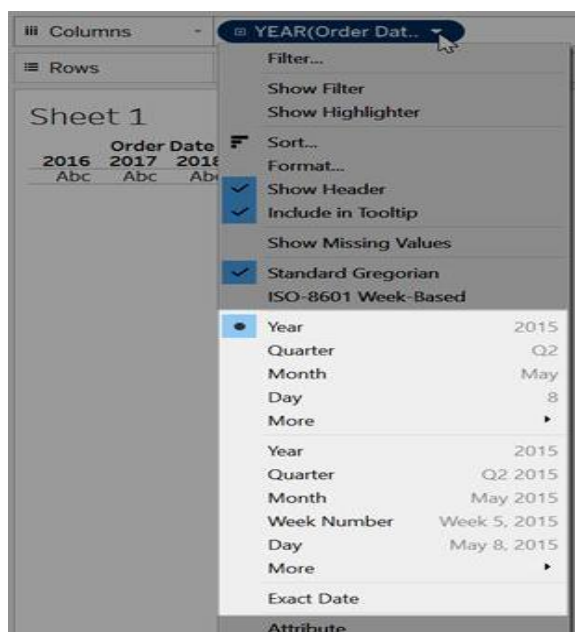 Columns
YEAR(Order Dat..
Rows
Filter...
Show Filter
Show Highlighter
Sheet 1
Order Date
2016 2017 2018
Abc Abc Ab
Sort...
Format...
Show Header
Include in Tooltip
Show Missing Values
Standard Gregorian
ISO-8601 Week-Based
Year 2015
Quarter Q2
Month May
Day 8
More
Year 2015
Quarter Q2 2015
Month May 2015
Week Number Week 5, 2015
Day May 8, 2015
More
Exact Date
Attribute